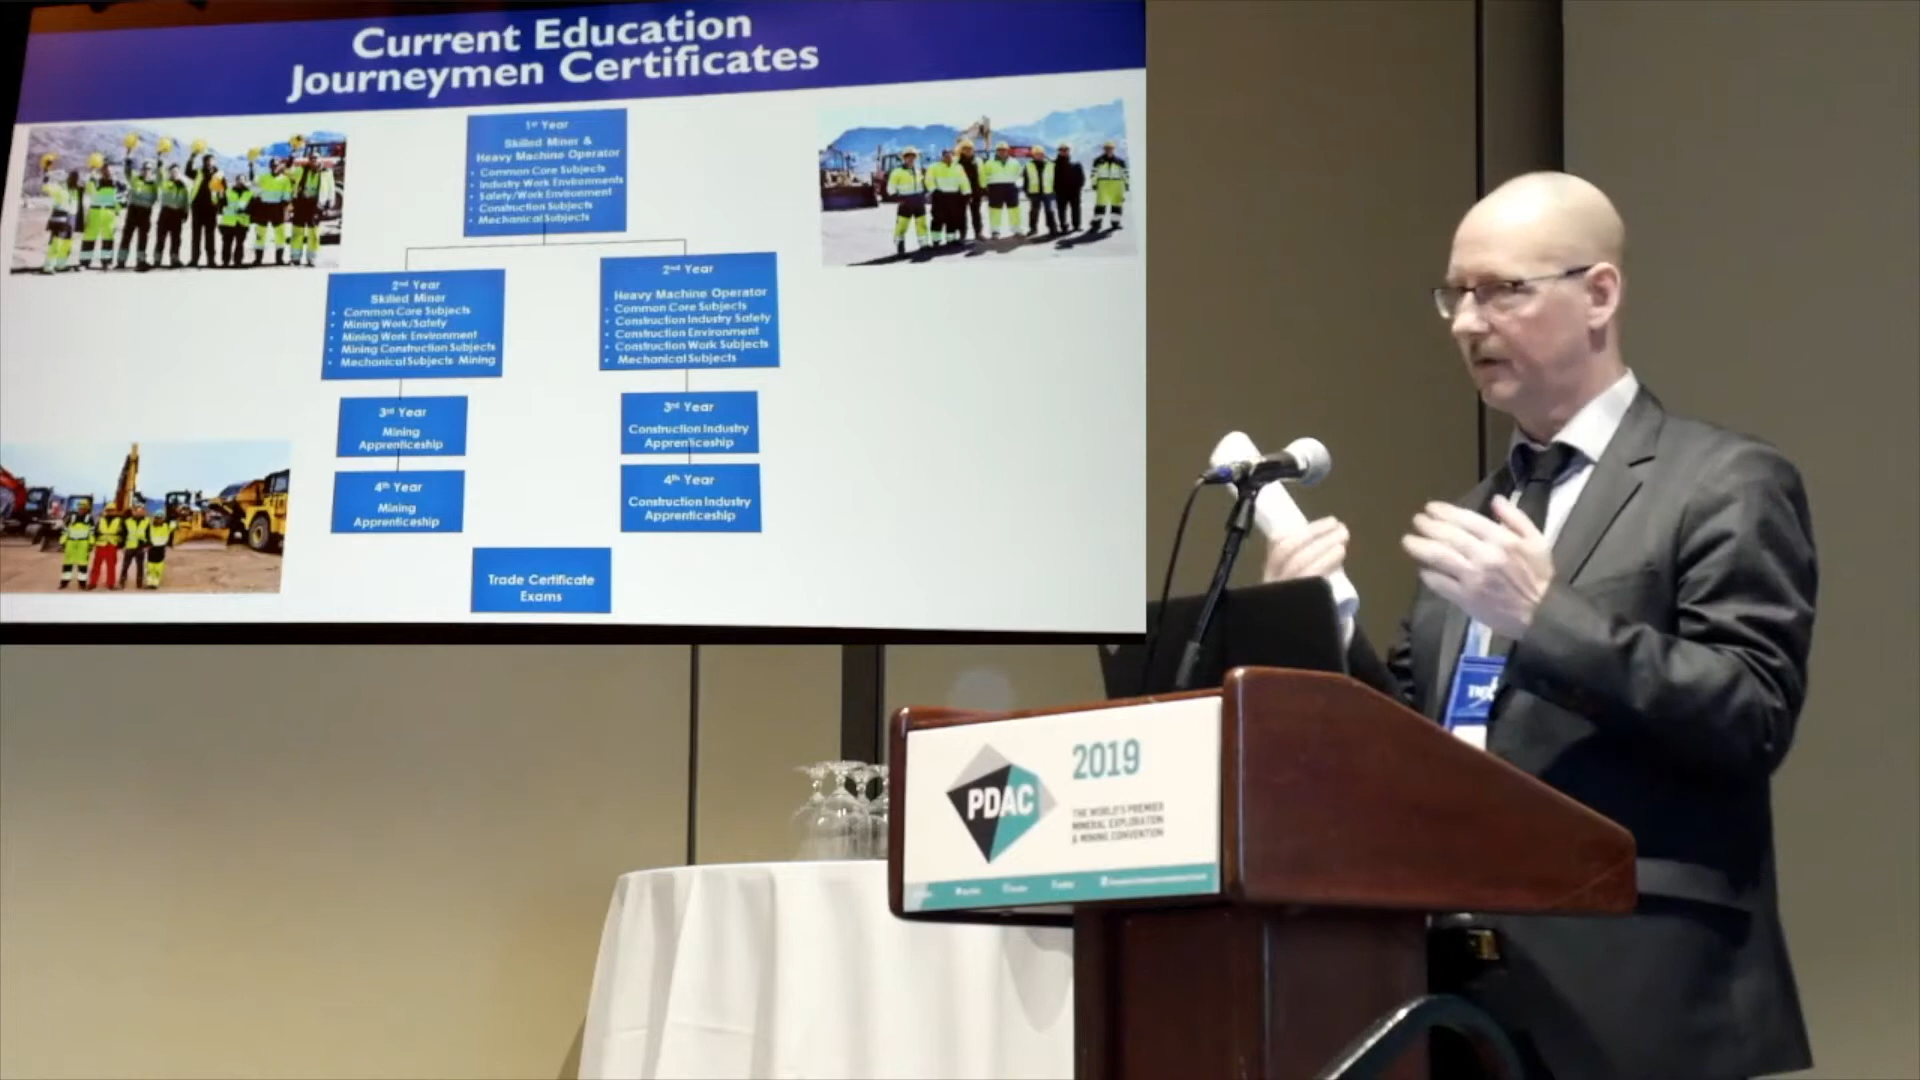 Current Education
Journeymen Certificates
1st Year
Skilled Miner &
Heavy Machine Operator
• Common Core Subjects
• Industry Work Environments
• Safety/Work Environment
• Construction Subjects
• Mechanical Subjects
2nd Year
Skilled Miner
• Common Core Subjects
• Mining Work/Safety
• Mining Work Environment
• Mining Construction Subjects
• Mechanical Subjects Mining
2nd Year
Heavy Machine Operator
• Common Core Subjects
• Construction Industry Safety
• Construction Environment
• Construction Work Subjects
• Mechanical Subjects
3rd Year
Mining
Apprenticeship
3rd Year
Construction Industry
Apprenticeship
4th Year
Mining
Apprenticeship
4th Year
Construction Industry
Apprenticeship
Trade Certificate
Exams
PDAC
2019
THE WORLD'S PREMIER
MINERAL EXPLORATION
& MINING CONVENTION